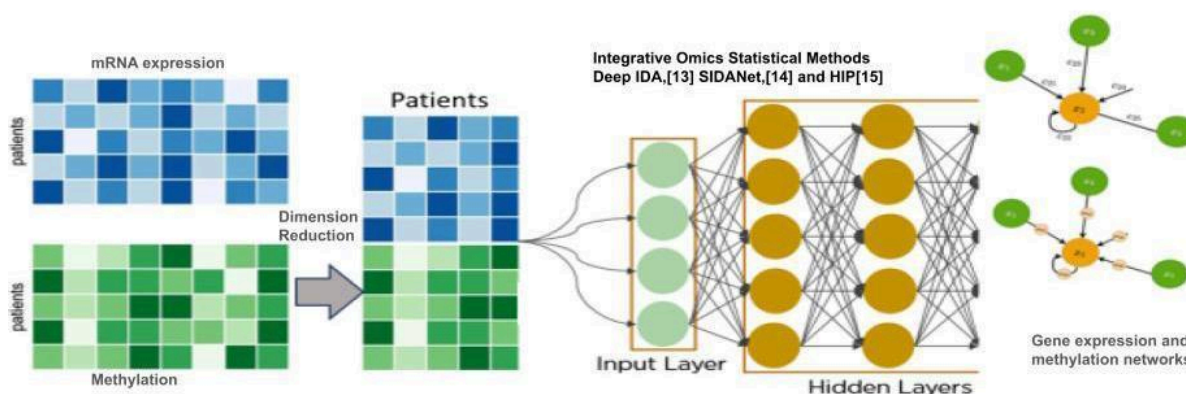 mRNA expression
patients
Methylation
patients
Dimension
Reduction
Patients
Integrative Omics Statistical Methods
Deep IDA,[13] SIDANet,[14] and HIP[15]
Input Layer
Hidden Layers
Gene expression and
methylation networks